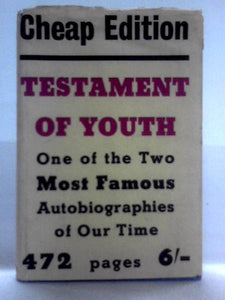 Cheap Edition
TESTAMENT
OF YOUTH
One of the Two
Most Famous
Autobiographies
of Our Time
472 pages 6/-